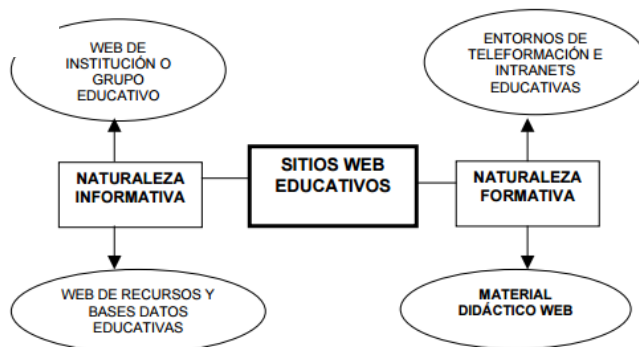 WEB DE
INSTITUCIÓN O
GRUPO
EDUCATIVO
ENTORNOS DE
TELEFORMACIÓN E
INTRANETS
EDUCATIVAS
NATURALEZA
INFORMATIVA
SITIOS WEB
EDUCATIVOS
NATURALEZA
FORMATIVA
WEB DE RECURSOS Y
BASES DATOS
EDUCATIVAS
MATERIAL
DIDÁCTICO WEB